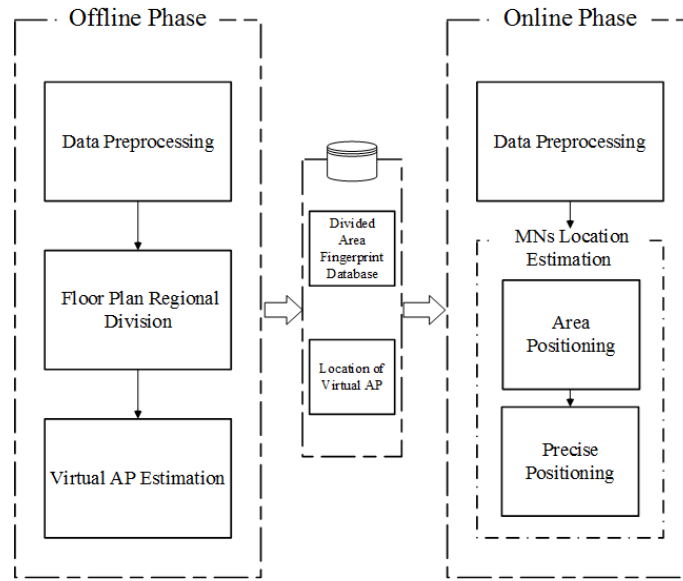 Offline Phase
Data Preprocessing
Floor Plan Regional
Division
Virtual AP Estimation
Divided
Area
Fingerprint
Database
Location of
Virtual AP
Online Phase
Data Preprocessing
MNs Location
Estimation
Area
Positioning
Precise
Positioning